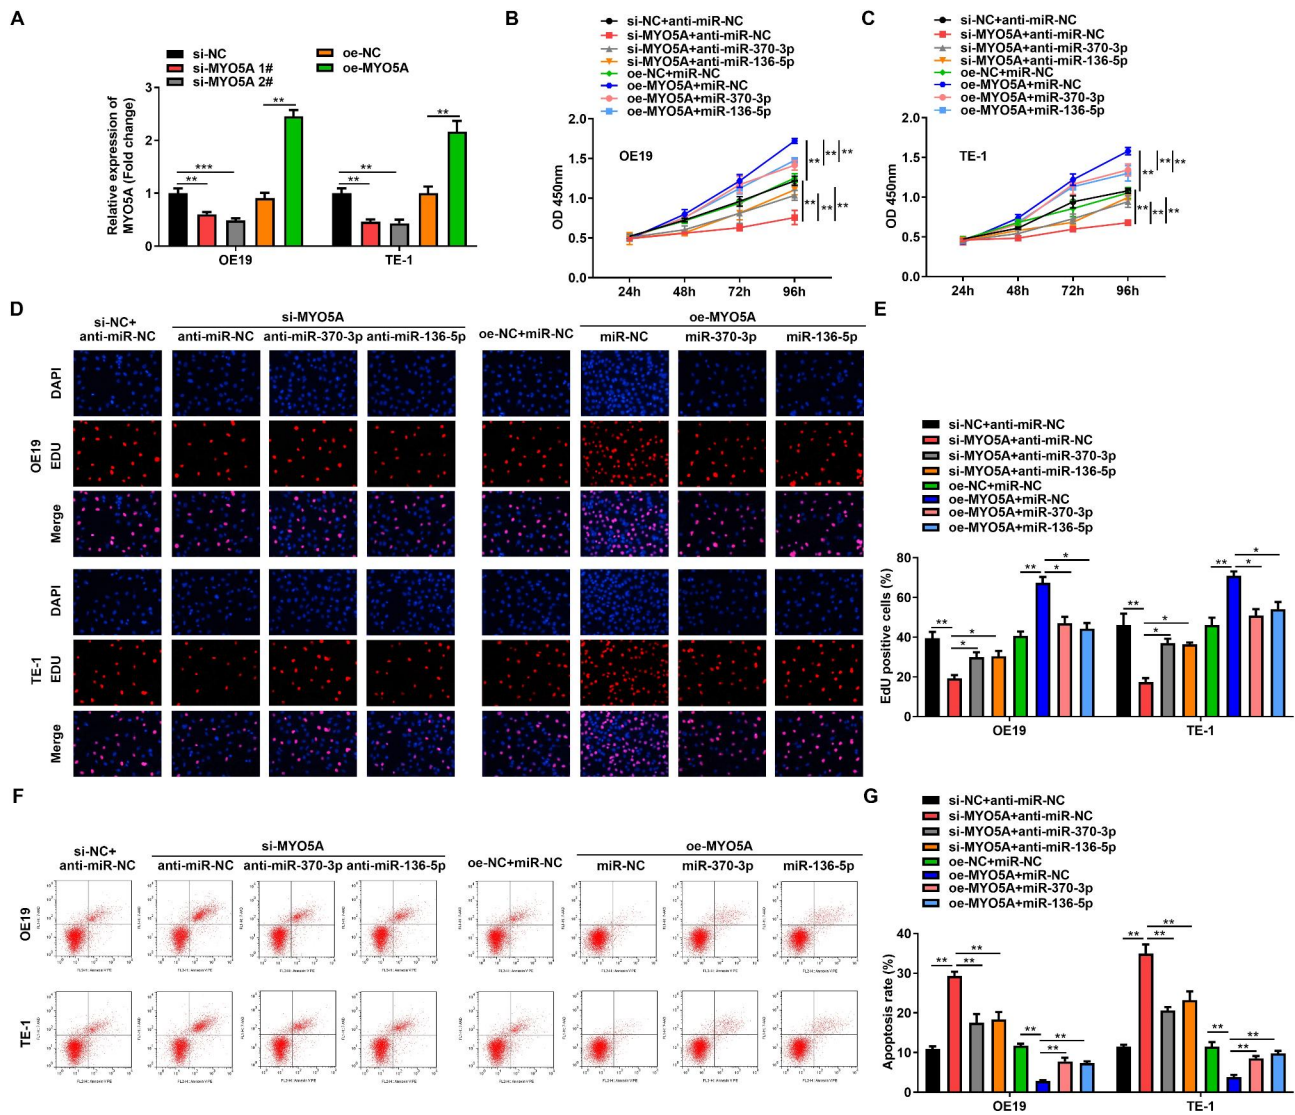 A
si-NC
si-MYO5A 1#
si-MYO5A 2#
oe-NC
oe-MYO5A
Relative expression of
MYO5A (Fold change)
3
2
1
0
***
**
**
**
**
**
OE19
TE-1
B
si-NC+anti-miR-NC
si-MYO5A+anti-miR-NC
si-MYO5A+anti-miR-370-3p
si-MYO5A+anti-miR-136-5p
oe-NC+miR-NC
oe-MYO5A+miR-NC
oe-MYO5A+miR-370-3p
oe-MYO5A+miR-136-5p
OE19
OD 450nm
2.0
1.5
1.0
0.5
0.0
24h
48h
72h
96h
** ** **
** ** **
C
si-NC+anti-miR-NC
si-MYO5A+anti-miR-NC
si-MYO5A+anti-miR-370-3p
si-MYO5A+anti-miR-136-5p
oe-NC+miR-NC
oe-MYO5A+miR-NC
oe-MYO5A+miR-370-3p
oe-MYO5A+miR-136-5p
TE-1
OD 450nm
2.0
1.5
1.0
0.5
0.0
24h
48h
72h
96h
** ** **
** ** **
D
si-NC+
anti-miR-NC
si-MYO5A
anti-miR-NC
anti-miR-370-3p
anti-miR-136-5p
oe-NC+miR-NC
oe-MYO5A
miR-NC
miR-370-3p
miR-136-5p
OE19
DAPI
EDU
Merge
TE-1
DAPI
EDU
Merge
E
si-NC+anti-miR-NC
si-MYO5A+anti-miR-NC
si-MYO5A+anti-miR-370-3p
si-MYO5A+anti-miR-136-5p
oe-NC+miR-NC
oe-MYO5A+miR-NC
oe-MYO5A+miR-370-3p
oe-MYO5A+miR-136-5p
EdU positive cells (%)
80
60
40
20
0
**
*
*
**
*
*
**
*
*
**
*
*
OE19
TE-1
F
si-NC+
anti-miR-NC
si-MYO5A
anti-miR-NC
anti-miR-370-3p
anti-miR-136-5p
oe-NC+miR-NC
oe-MYO5A
miR-NC
miR-370-3p
miR-136-5p
OE19
TE-1
G
si-NC+anti-miR-NC
si-MYO5A+anti-miR-NC
si-MYO5A+anti-miR-370-3p
si-MYO5A+anti-miR-136-5p
oe-NC+miR-NC
oe-MYO5A+miR-NC
oe-MYO5A+miR-370-3p
oe-MYO5A+miR-136-5p
Apoptosis rate (%)
40
30
20
10
0
**
**
**
**
**
**
**
**
**
**
**
**
OE19
TE-1